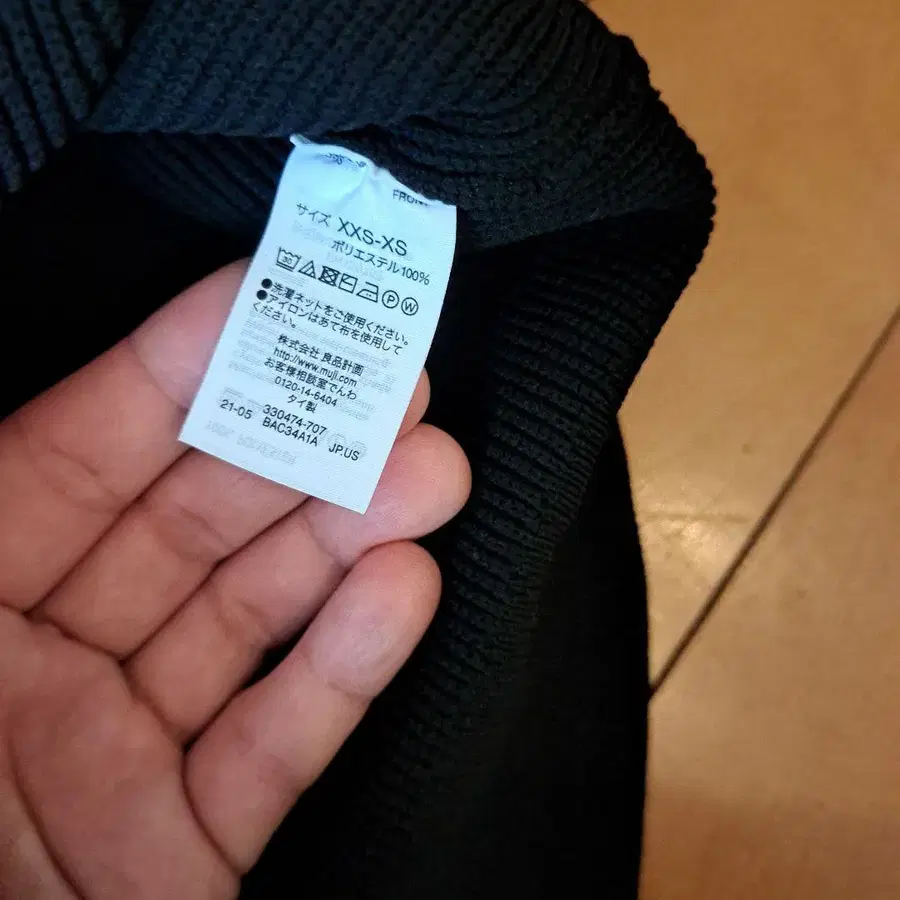 FRONT
サイズ XXS-XS
ポリエステル100%
30 P W
●洗濯ネットをご使用ください。
●アイロンはあて布を使用して
ください。
株式会社 良品計画
http://www.muji.com
お客様相談室でんわ
0120-14-6404
タイ製
21-05 330474-707
BAC34A1A JP.US